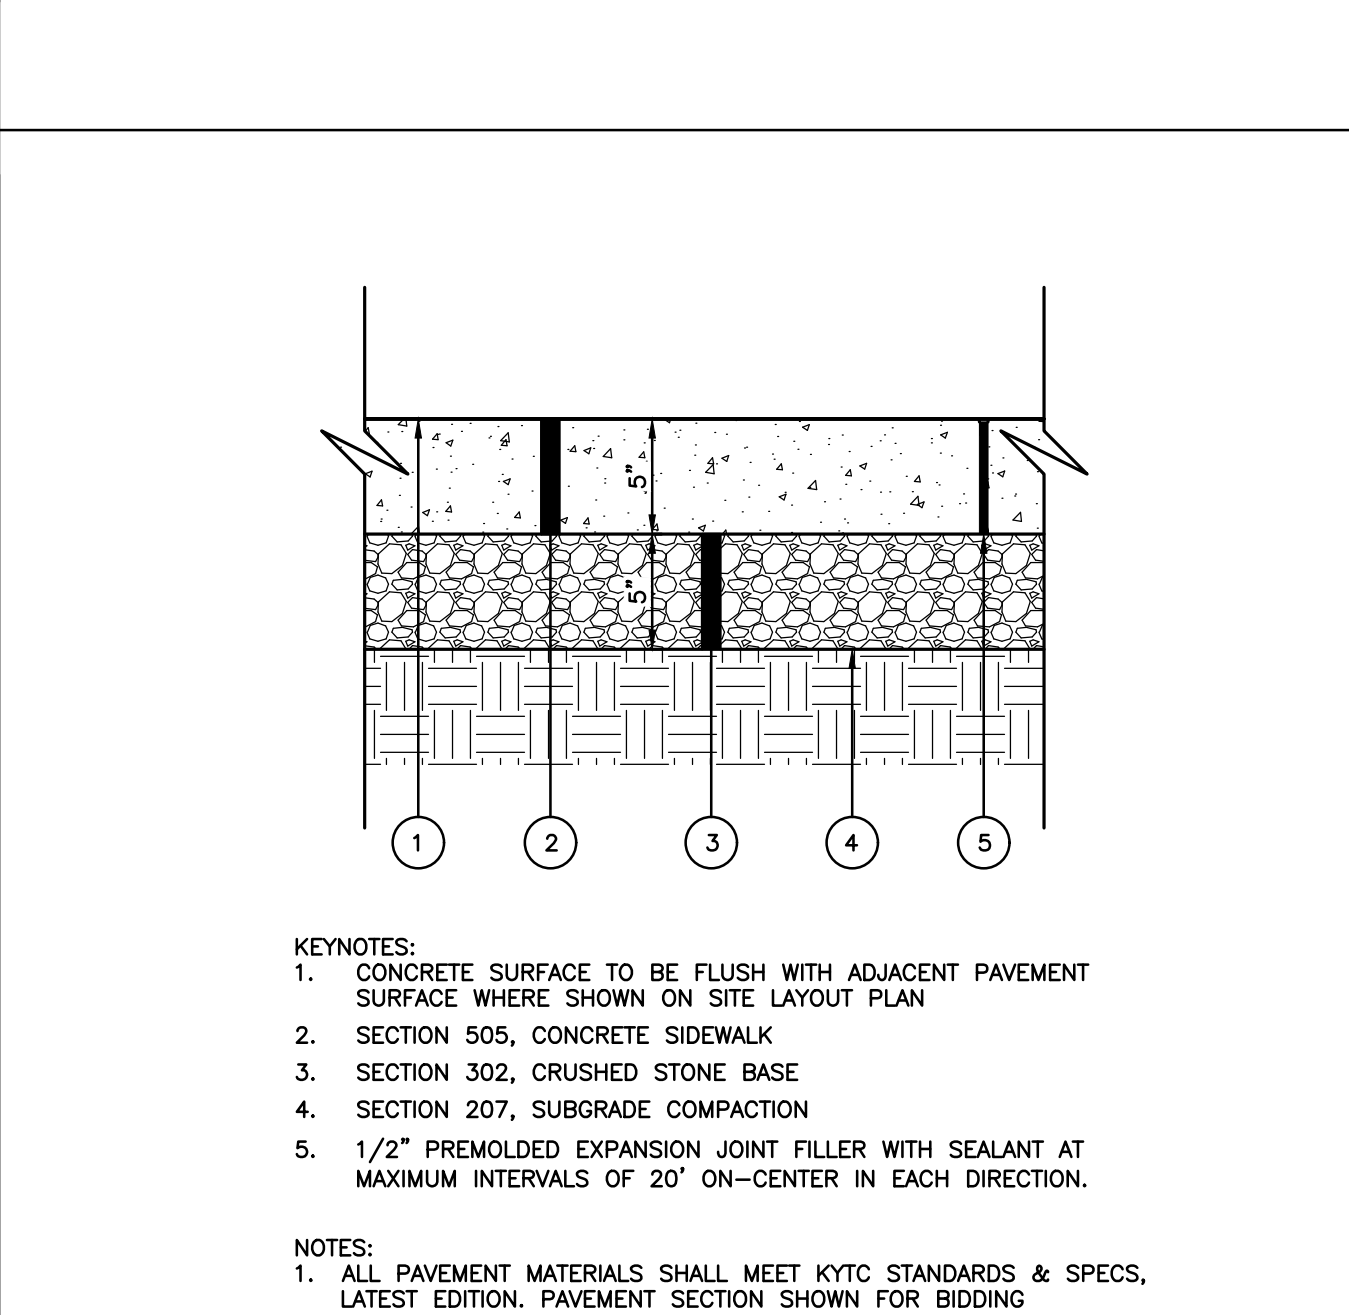 5"
5"
1 2 3 4 5
KEYNOTES:
1. CONCRETE SURFACE TO BE FLUSH WITH ADJACENT PAVEMENT
SURFACE WHERE SHOWN ON SITE LAYOUT PLAN
2. SECTION 505, CONCRETE SIDEWALK
3. SECTION 302, CRUSHED STONE BASE
4. SECTION 207, SUBGRADE COMPACTION
5. 1/2" PREMOLDED EXPANSION JOINT FILLER WITH SEALANT AT
MAXIMUM INTERVALS OF 20' ON-CENTER IN EACH DIRECTION.
NOTES:
1. ALL PAVEMENT MATERIALS SHALL MEET KYTC STANDARDS & SPECS,
LATEST EDITION. PAVEMENT SECTION SHOWN FOR BIDDING